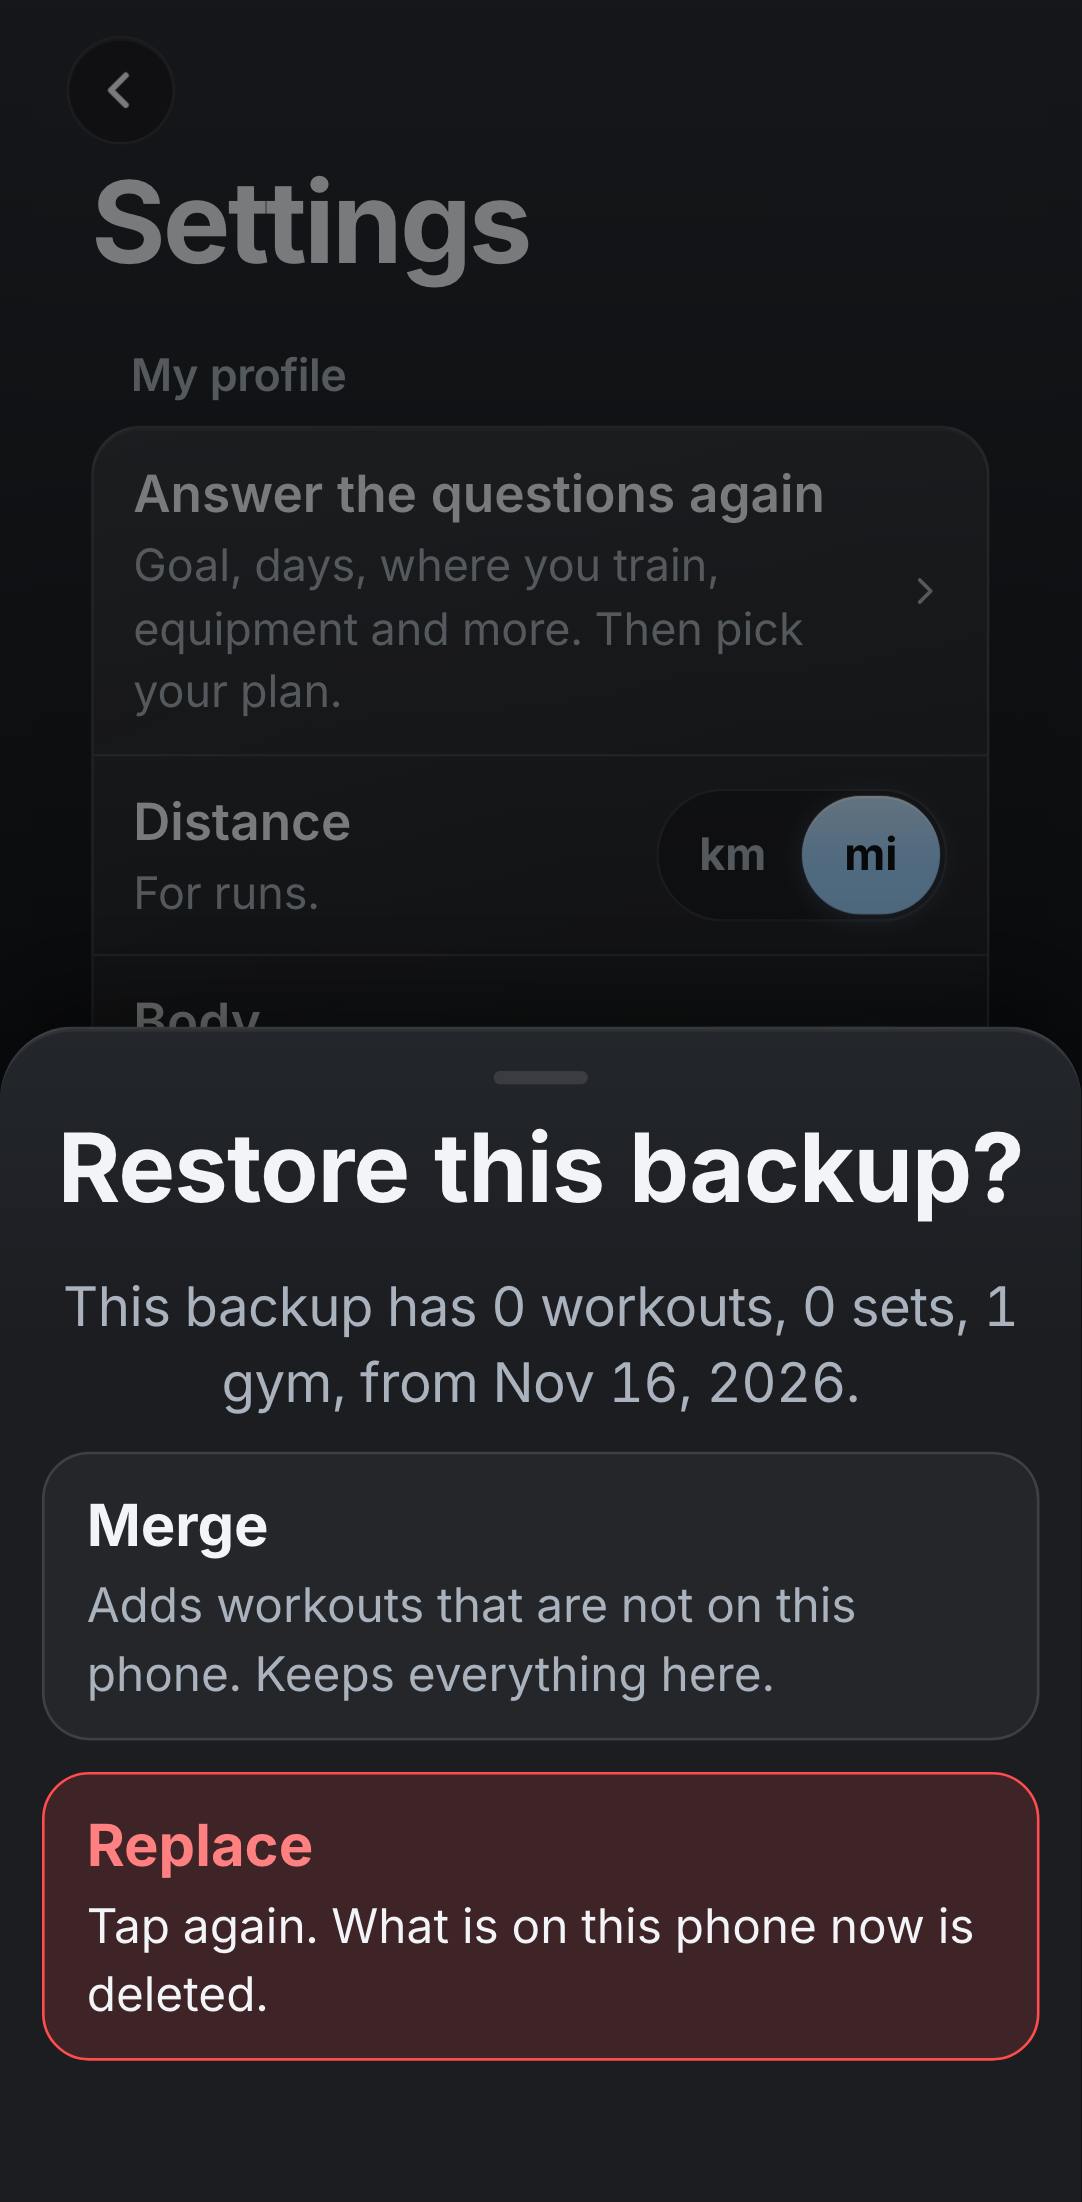 Settings
My profile
Answer the questions again
Goal, days, where you train,
equipment and more. Then pick
your plan.
Distance
For runs.
km
mi
Body
Restore this backup?
This backup has 0 workouts, 0 sets, 1
gym, from Nov 16, 2026.
Merge
Adds workouts that are not on this
phone. Keeps everything here.
Replace
Tap again. What is on this phone now is
deleted.